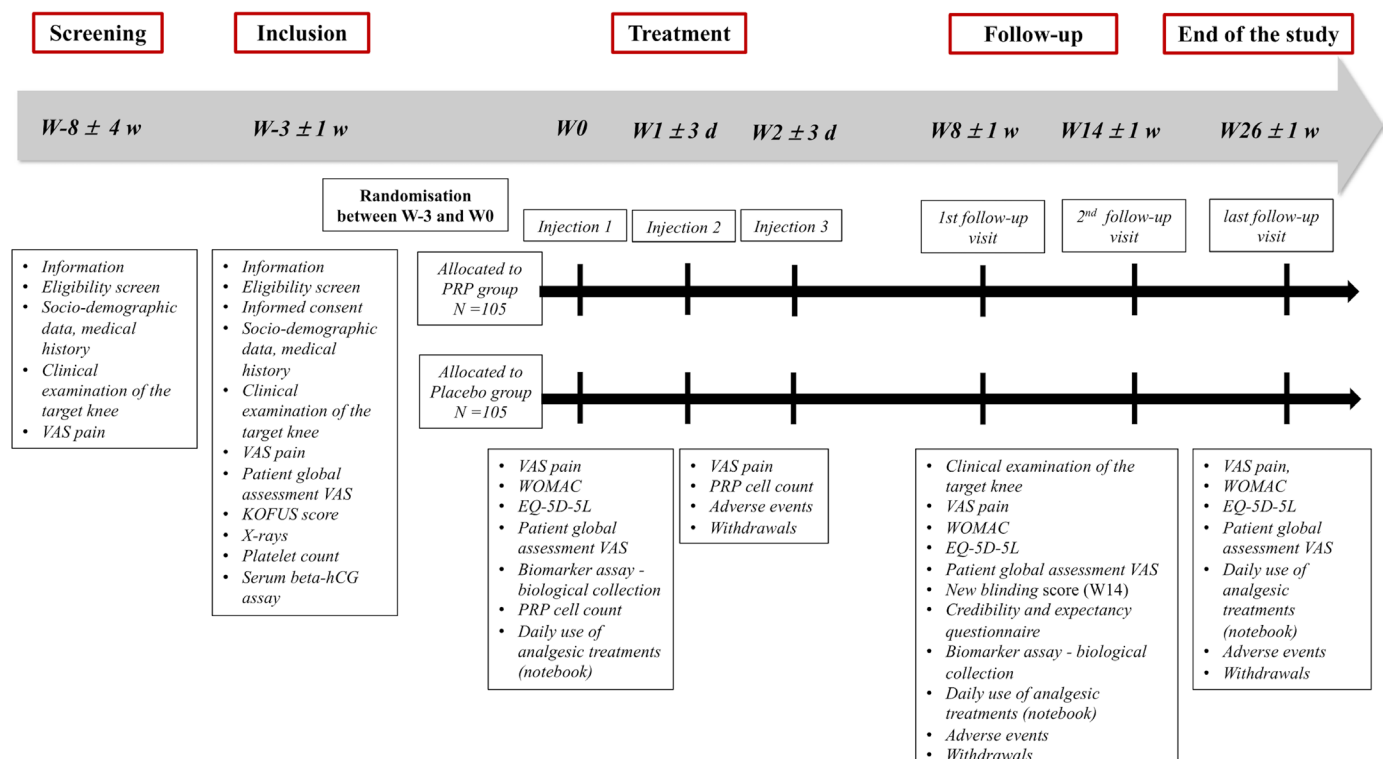 Screening
Inclusion
Treatment
Follow-up
End of the study
W-8 ± 4 w
W-3 ± 1 w
W0
W1 ± 3 d
W2 ± 3 d
W8 ± 1 w
W14 ± 1 w
W26 ± 1 w
Randomisation
between W-3 and W0
Injection 1
Injection 2
Injection 3
1st follow-up
visit
2nd follow-up
visit
last follow-up
visit
• Information
• Eligibility screen
• Socio-demographic
data, medical
history
• Clinical
examination of the
target knee
• VAS pain
• Information
• Eligibility screen
• Informed consent
• Socio-demographic
data, medical
history
• Clinical
examination of the
target knee
• VAS pain
• Patient global
assessment VAS
• KOFUS score
• X-rays
• Platelet count
• Serum beta-hCG
assay
Allocated to
PRP group
N =105
Allocated to
Placebo group
N =105
• VAS pain
• WOMAC
• EQ-5D-5L
• Patient global
assessment VAS
• Biomarker assay -
biological collection
• PRP cell count
• Daily use of
analgesic treatments
(notebook)
• VAS pain
• PRP cell count
• Adverse events
• Withdrawals
• Clinical examination of the
target knee
• VAS pain
• WOMAC
• EQ-5D-5L
• Patient global assessment VAS
• New blinding score (W14)
• Credibility and expectancy
questionnaire
• Biomarker assay - biological
collection
• Daily use of analgesic
treatments (notebook)
• Adverse events
• Withdrawals
• VAS pain,
• WOMAC
• EQ-5D-5L
• Patient global
assessment VAS
• Daily use of
analgesic
treatments
(notebook)
• Adverse events
• Withdrawals